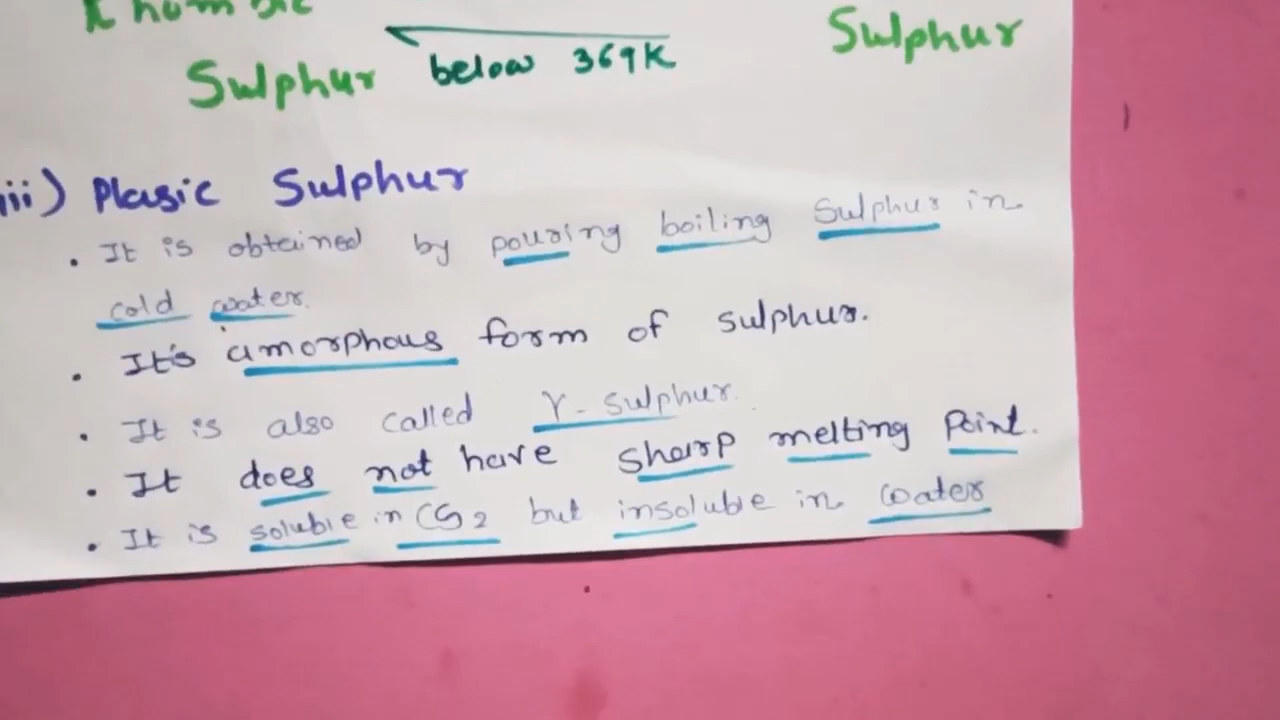 Sulphur below 369K Sulphur
iii) Plasic Sulphur
. It is obtained by pouring boiling Sulphur in
cold water.
. It's amorphous form of sulphur.
. It is also called γ-sulphur.
. It does not have sharp melting Point.
. It is soluble in CS2 but insoluble in water